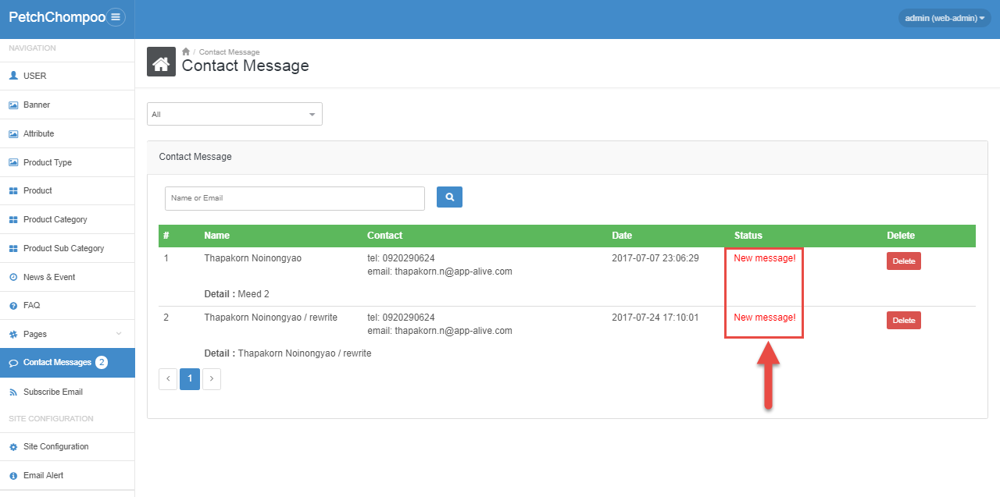 PetchChompoo
admin (web-admin)
NAVIGATION
USER
Banner
Attribute
Product Type
Product
Product Category
Product Sub Category
News & Event
FAQ
Pages
Contact Messages 2
Subscribe Email
SITE CONFIGURATION
Site Configuration
Email Alert
/ Contact Message
Contact Message
All
Contact Message
Name or Email
# Name Contact Date Status Delete
1 Thapakorn Noinongyao tel: 0920290624 2017-07-07 23:06:29 New message! Delete
email: thapakorn.n@app-alive.com
Detail : Meed 2
2 Thapakorn Noinongyao / rewrite tel: 0920290624 2017-07-24 17:10:01 New message! Delete
email: thapakorn.n@app-alive.com
Detail : Thapakorn Noinongyao / rewrite
< 1 >